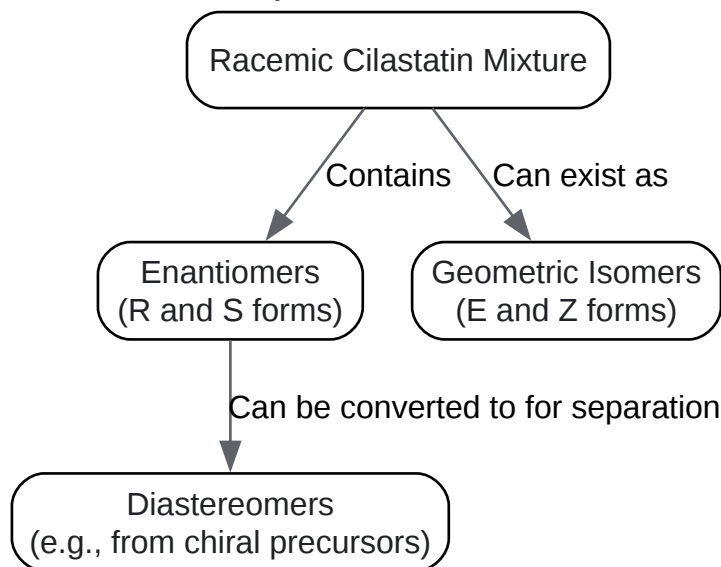 Racemic Cilastatin Mixture
Contains
Can exist as
Enantiomers
(R and S forms)
Geometric Isomers
(E and Z forms)
Can be converted to for separation
Diastereomers
(e.g., from chiral precursors)